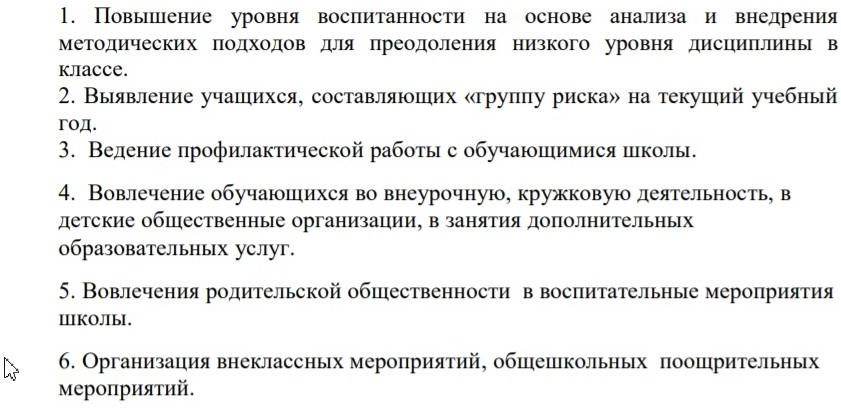 1. Повышение уровня воспитанности на основе анализа и внедрения
методических подходов для преодоления низкого уровня дисциплины в
классе.
2. Выявление учащихся, составляющих «группу риска» на текущий учебный
год.
3. Ведение профилактической работы с обучающимися школы.
4. Вовлечение обучающихся во внеурочную, кружковую деятельность, в
детские общественные организации, в занятия дополнительных
образовательных услуг.
5. Вовлечения родительской общественности в воспитательные мероприятия
школы.
6. Организация внеклассных мероприятий, общешкольных поощрительных
мероприятий.